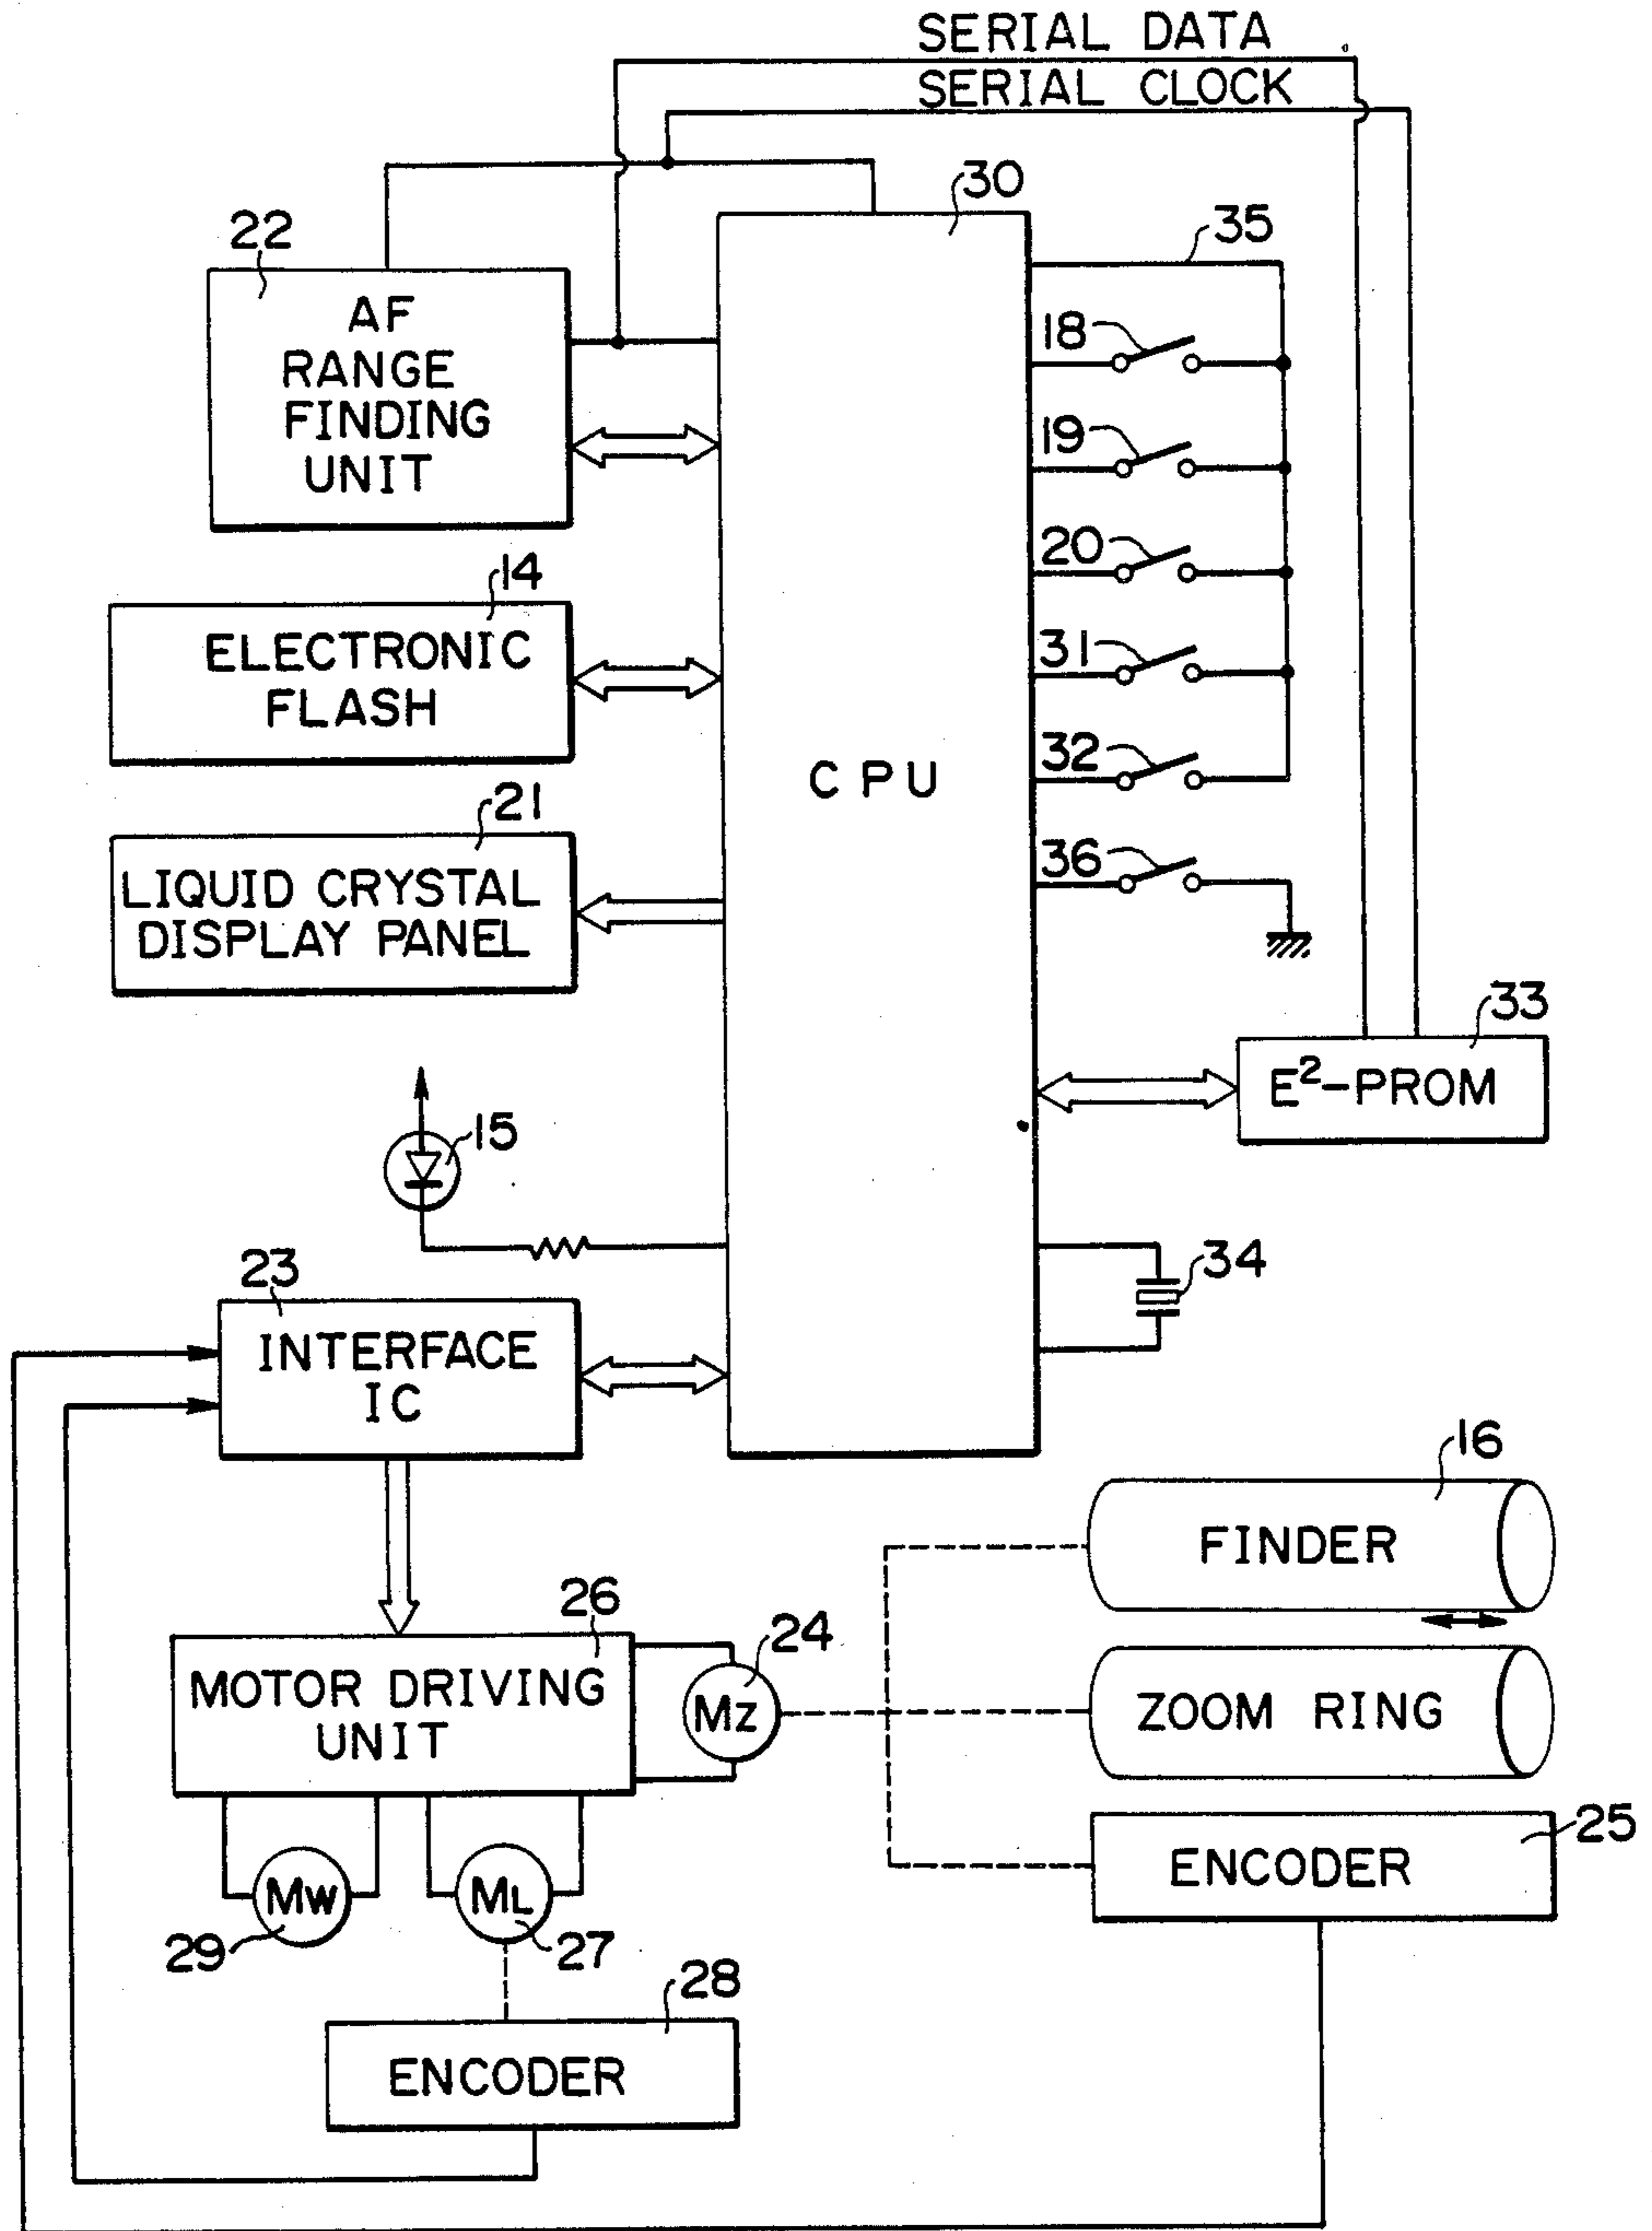 SERIAL DATA
SERIAL CLOCK
30
35
22
AF
RANGE
FINDING
UNIT
18
19
20
14
ELECTRONIC
FLASH
31
32
CPU
21
LIQUID CRYSTAL
DISPLAY PANEL
36
33
E²-PROM
15
34
23
INTERFACE
IC
16
FINDER
26
24
MOTOR DRIVING
UNIT
Mz
ZOOM RING
25
ENCODER
Mw
ML
29
27
28
ENCODER